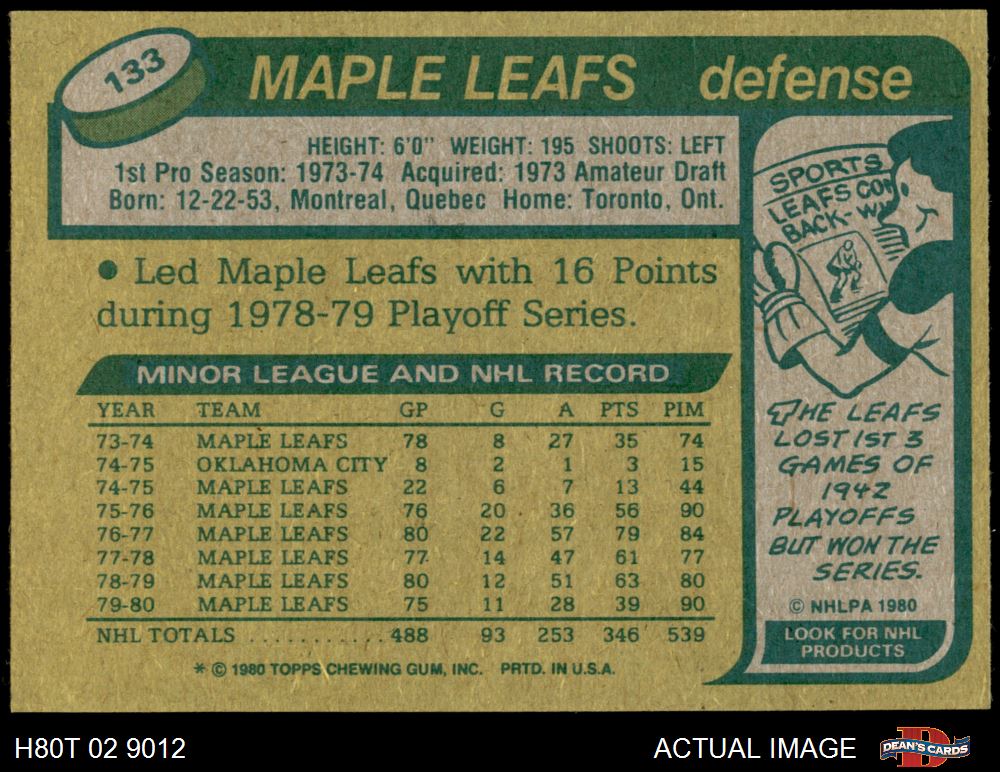 133
MAPLE LEAFS defense
HEIGHT: 6'0" WEIGHT: 195 SHOOTS: LEFT
1st Pro Season: 1973-74 Acquired: 1973 Amateur Draft
Born: 12-22-53, Montreal, Quebec Home: Toronto, Ont.
• Led Maple Leafs with 16 Points
during 1978-79 Playoff Series.
MINOR LEAGUE AND NHL RECORD
YEAR TEAM GP G A PTS PIM
73-74 MAPLE LEAFS 78 8 27 35 74
74-75 OKLAHOMA CITY 8 2 1 3 15
74-75 MAPLE LEAFS 22 6 7 13 44
75-76 MAPLE LEAFS 76 20 36 56 90
76-77 MAPLE LEAFS 80 22 57 79 84
77-78 MAPLE LEAFS 77 14 47 61 77
78-79 MAPLE LEAFS 80 12 51 63 80
79-80 MAPLE LEAFS 75 11 28 39 90
NHL TOTALS . . . . . . . . . . . 488 93 253 346 539
* © 1980 TOPPS CHEWING GUM, INC. PRTD. IN U.S.A.
SPORTS
LEAFS COM
BACK-WI
THE LEAFS
LOST 1ST 3
GAMES OF
1942
PLAYOFFS
BUT WON THE
SERIES.
© NHLPA 1980
LOOK FOR NHL
PRODUCTS
H80T 02 9012
ACTUAL IMAGE
DEAN'S CARDS